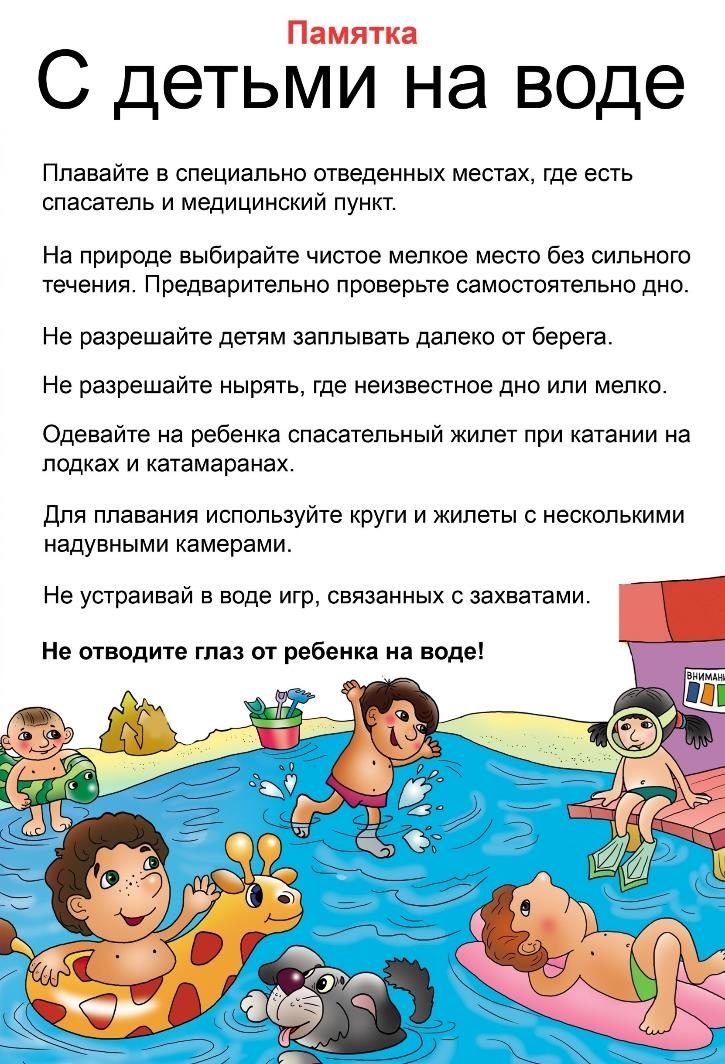 Памятка
С детьми на воде
Плавайте в специально отведенных местах, где есть
спасатель и медицинский пункт.
На природе выбирайте чистое мелкое место без сильного
течения. Предварительно проверьте самостоятельно дно.
Не разрешайте детям заплывать далеко от берега.
Не разрешайте нырять, где неизвестное дно или мелко.
Одевайте на ребенка спасательный жилет при катании на
лодках и катамаранах.
Для плавания используйте круги и жилеты с несколькими
надувными камерами.
Не устраивай в воде игр, связанных с захватами.
Не отводите глаз от ребенка на воде!